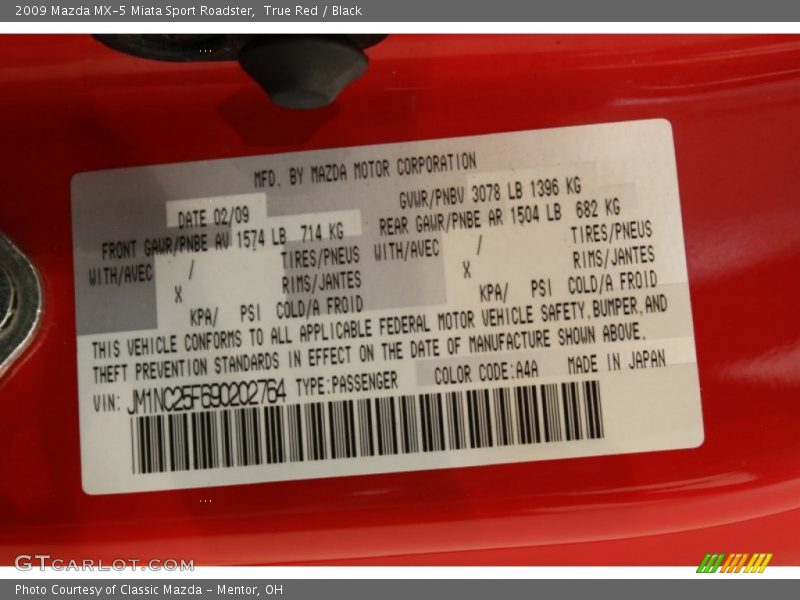 2009 Mazda MX-5 Miata Sport Roadster,  True Red / Black
MFD. BY MAZDA MOTOR CORPORATION
DATE 02/09
GVWR/PNBV 3078 LB 1396 KG
FRONT GAWR/PNBE AV 1574 LB 714 KG
REAR GAWR/PNBE AR 1504 LB 682 KG
WITH/AVEC / TIRES/PNEUS
WITH/AVEC / TIRES/PNEUS
X RIMS/JANTES
X RIMS/JANTES
KPA/ PSI COLD/A FROID
KPA/ PSI COLD/A FROID
THIS VEHICLE CONFORMS TO ALL APPLICABLE FEDERAL MOTOR VEHICLE SAFETY,BUMPER,AND
THEFT PREVENTION STANDARDS IN EFFECT ON THE DATE OF MANUFACTURE SHOWN ABOVE.
VIN: JM1NC25F690202764 TYPE:PASSENGER COLOR CODE:A4A MADE IN JAPAN
GTCARLOT.COM
Photo Courtesy of Classic Mazda - Mentor, OH